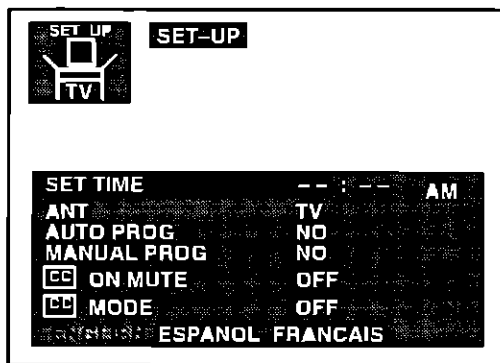 SET UP
TV
SET-UP
SET TIME -- : -- AM
ANT TV
AUTO PROG NO
MANUAL PROG NO
CC ON MUTE OFF
CC MODE OFF
ESPANOL FRANCAIS